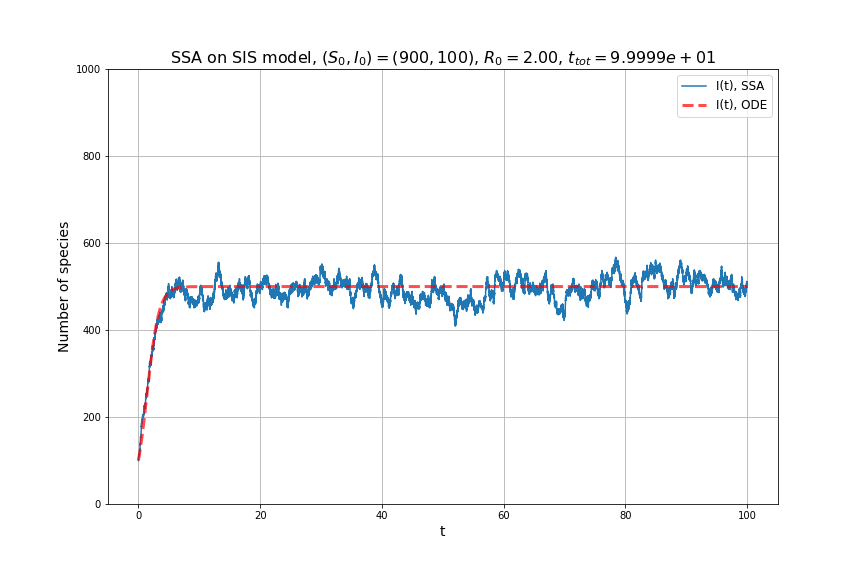 SSA on SIS model, (S₀, I₀) = (900, 100), R₀ = 2.00, tₜₒₜ = 9.9999e + 01
I(t), SSA
I(t), ODE
Number of species
1000
800
600
400
200
0
0 20 40 60 80 100
t